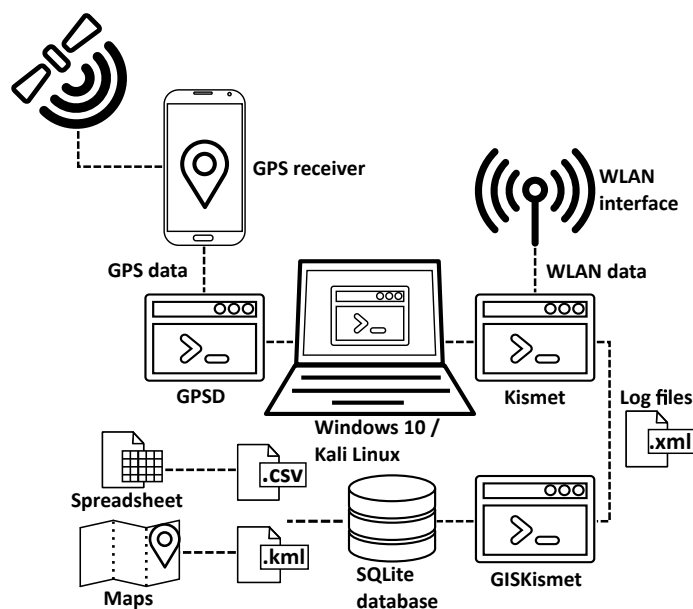 GPS receiver
WLAN
interface
GPS data
WLAN data
GPSD
Windows 10 /
Kali Linux
Kismet
Log files
.xml
Spreadsheet
.csv
Maps
.kml
SQLite
database
GISKismet